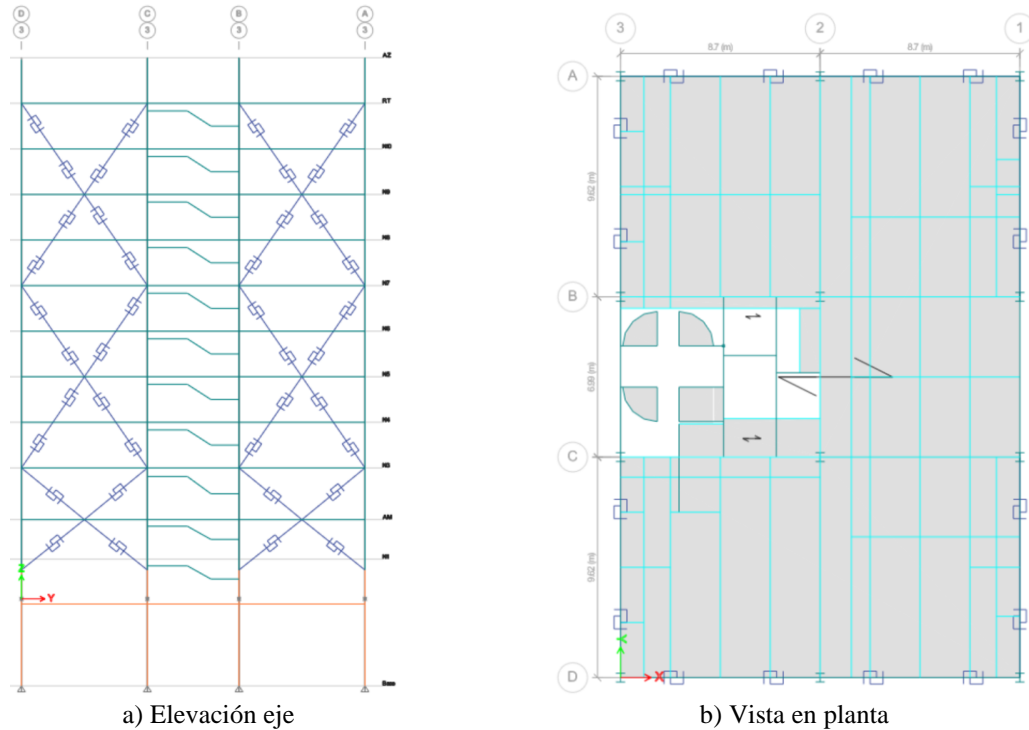 D C B A
3 3 3 3
AZ
RT
N10
N9
N8
N7
N6
N5
N4
N3
AM
N1
Z
Y
Base
3 2 1
8.7 (m) 8.7 (m)
A
9.62 (m)
B
6.99 (m)
C
9.62 (m)
Y
D
X
a) Elevación eje
b) Vista en planta